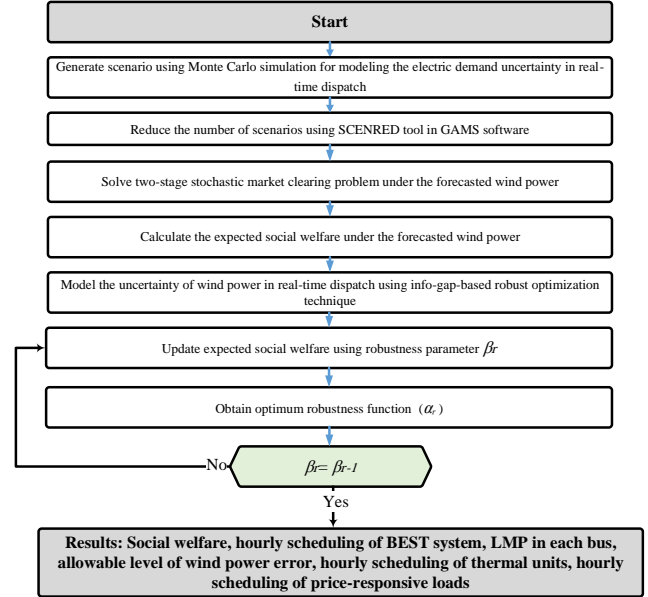 Start
Generate scenario using Monte Carlo simulation for modeling the electric demand uncertainty in real-
time dispatch
Reduce the number of scenarios using SCENRED tool in GAMS software
Solve two-stage stochastic market clearing problem under the forecasted wind power
Calculate the expected social welfare under the forecasted wind power
Model the uncertainty of wind power in real-time dispatch using info-gap-based robust optimization
technique
Update expected social welfare using robustness parameter βr
Obtain optimum robustness function (αr)
No
βr= βr-1
Yes
Results: Social welfare, hourly scheduling of BEST system, LMP in each bus,
allowable level of wind power error, hourly scheduling of thermal units, hourly
scheduling of price-responsive loads